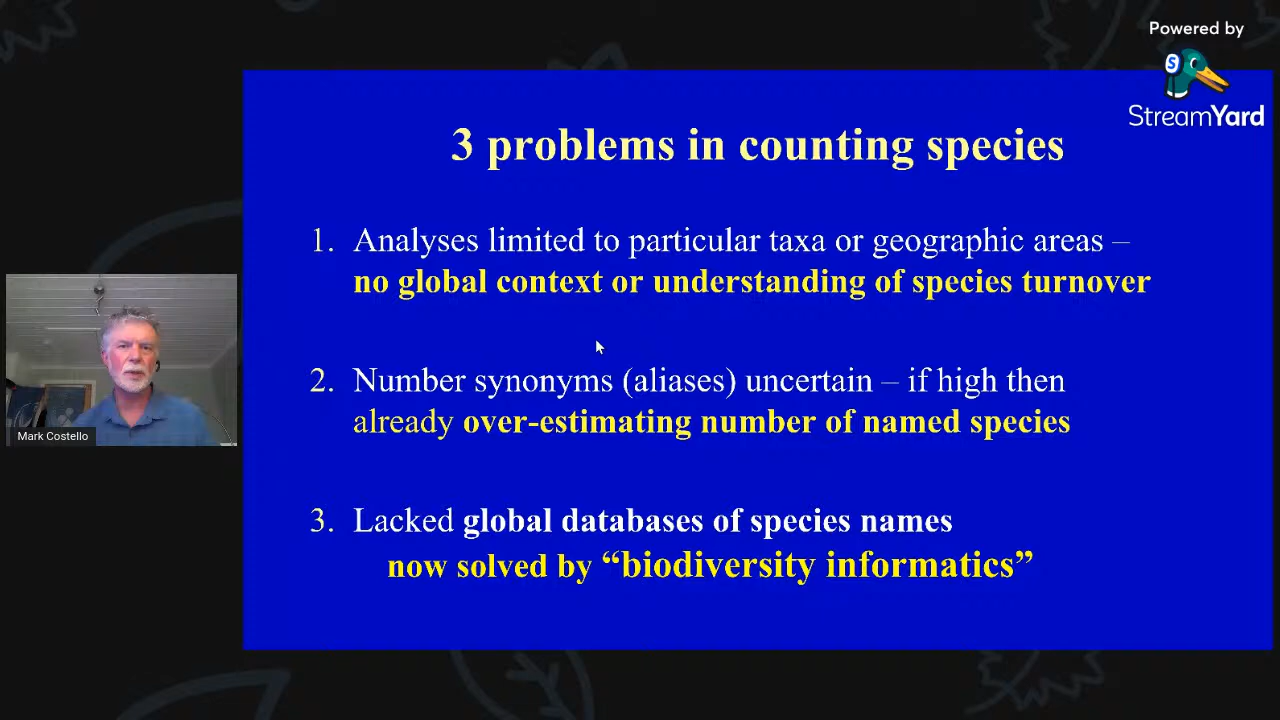 Powered by
S
StreamYard
3 problems in counting species
1. Analyses limited to particular taxa or geographic areas –
no global context or understanding of species turnover
2. Number synonyms (aliases) uncertain – if high then
already over-estimating number of named species
3. Lacked global databases of species names
now solved by “biodiversity informatics”
Mark Costello